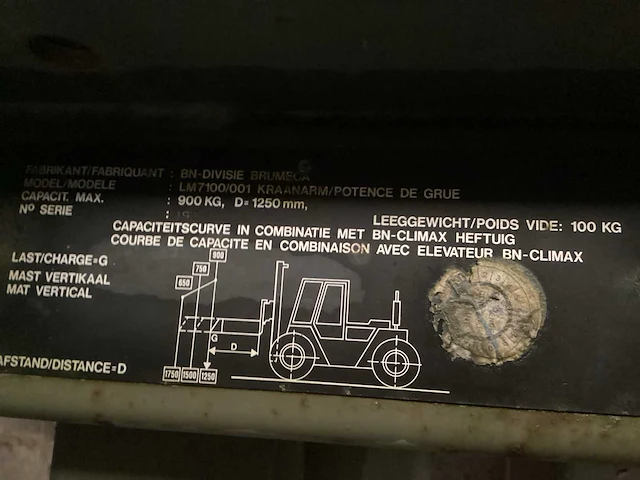 FABRIKANT/FABRIQUANT : BN-DIVISIE BRUMECA
MODEL/MODELE : LM7100/001 KRAANARM/POTENCE DE GRUE
CAPACIT. MAX. : 900 KG, D= 1250 mm,
Nº SERIE :
LEEGGEWICHT/POIDS VIDE: 100 KG
CAPACITEITSCURVE IN COMBINATIE MET BN-CLIMAX HEFTUIG
COURBE DE CAPACITE EN COMBINAISON AVEC ELEVATEUR BN-CLIMAX
LAST/CHARGE=G
MAST VERTIKAAL
MAT VERTICAL
900
750
650
G
D
AFSTAND/DISTANCE=D
1750 1500 1250